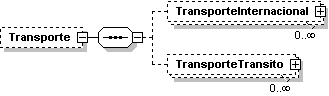 TransporteInternacional
0..∞
Transporte
TransporteTransito
0..∞